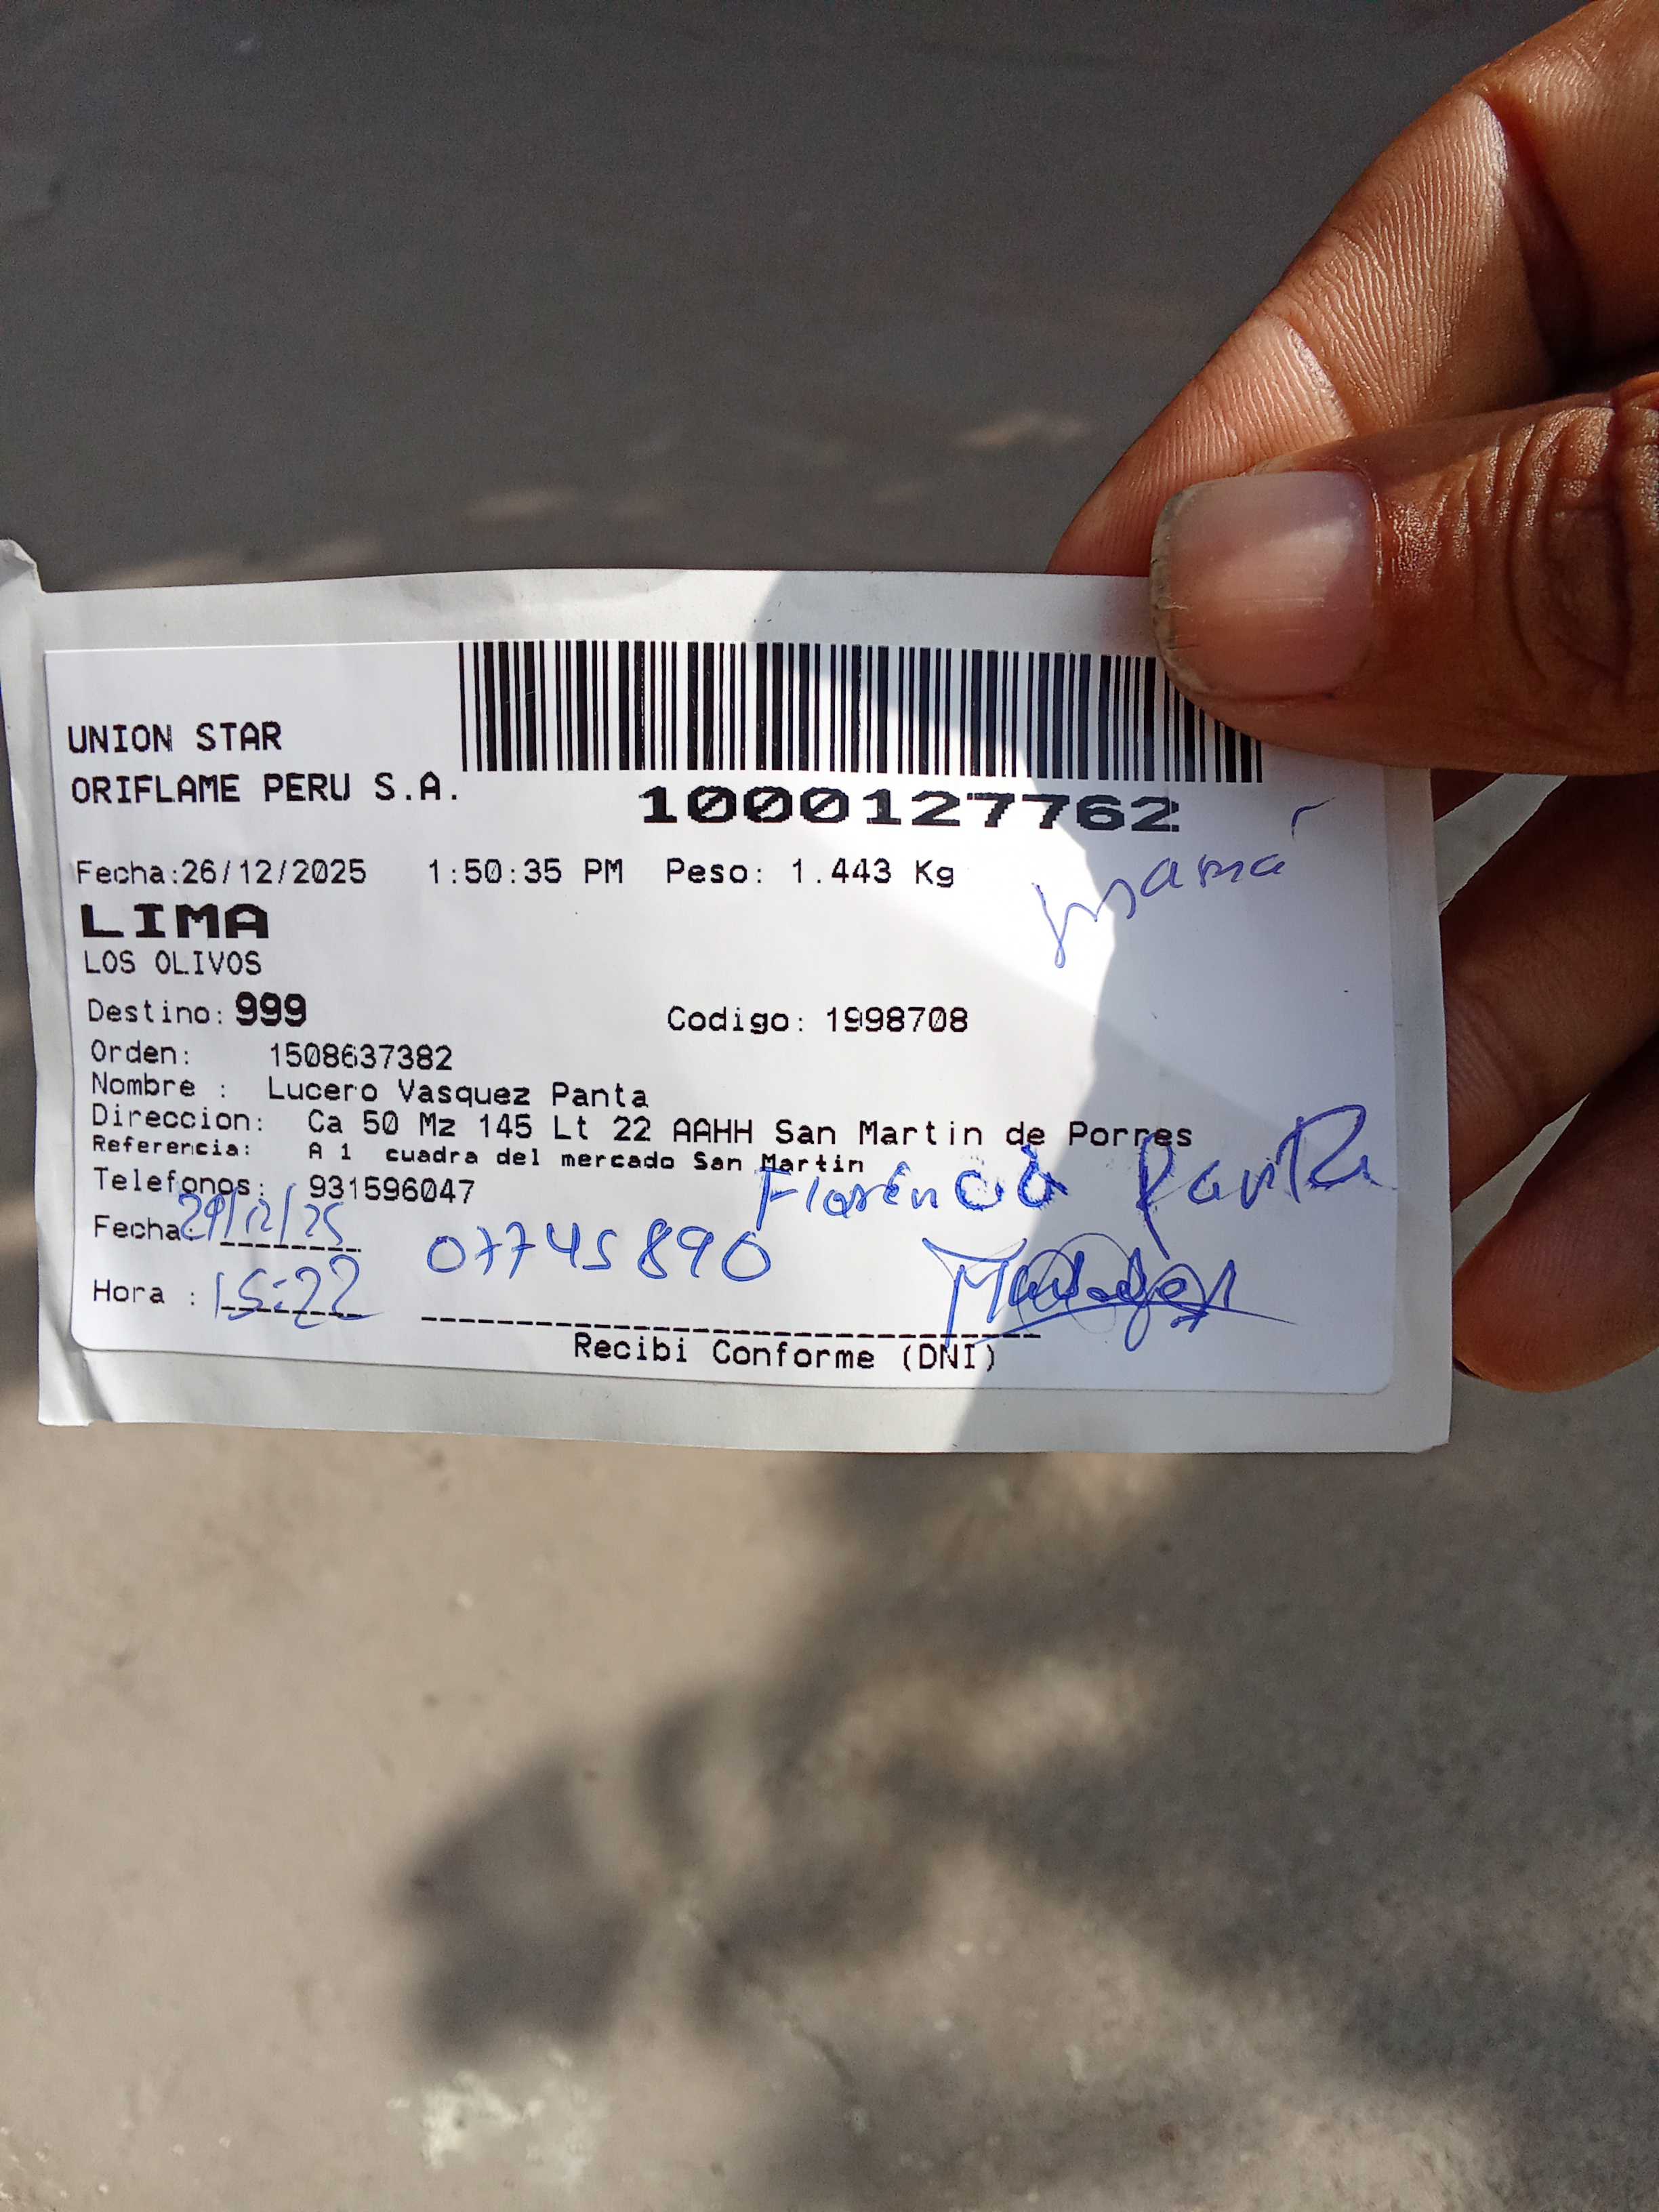 UNION STAR
ORIFLAME PERU S.A.
1000127762
Fecha:26/12/2025 1:50:35 PM Peso: 1.443 Kg
mamá
LIMA
LOS OLIVOS
Destino: 999 Codigo: 1998708
Orden: 1508637382
Nombre : Lucero Vasquez Panta
Direccion: Ca 50 Mz 145 Lt 22 AAHH San Martin de Porres
Referencia: A 1 cuadra del mercado San Martin
Telefonos: 931596047
Florencia Panta
Fecha: 29/12/25
07745890
Hora : 15:22
Recibi Conforme (DNI)